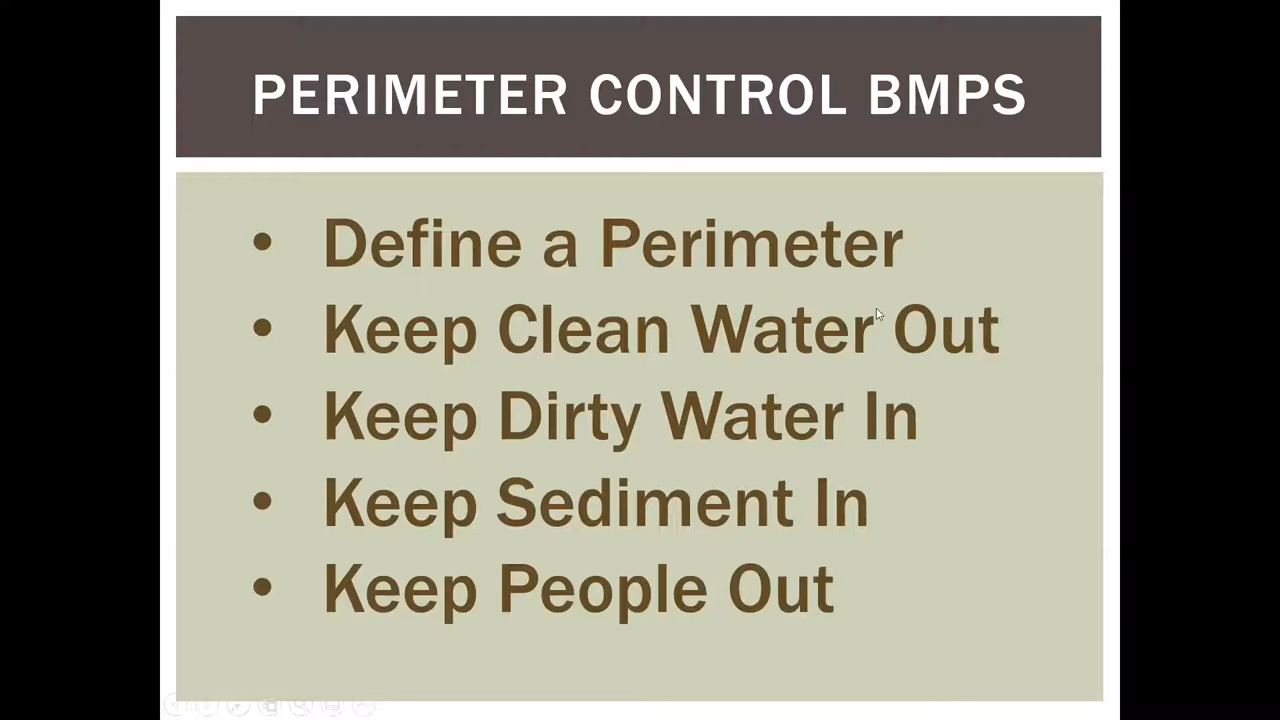 PERIMETER CONTROL BMPS
• Define a Perimeter
• Keep Clean Water Out
• Keep Dirty Water In
• Keep Sediment In
• Keep People Out